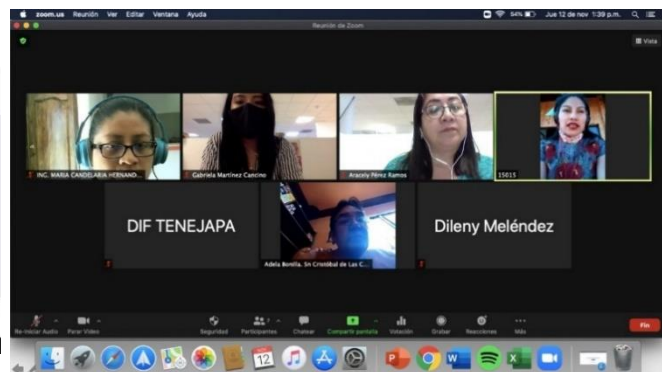 zoom.us Reunión Ver Editar Ventana Ayuda
54% Jue 12 de nov 1:39 p.m.
Reunión de Zoom
Vista
ING. MARIA CANDELARIA HERNAND...
Gabriela Martínez Cancino
Aracely Pérez Ramos
15015
DIF TENEJAPA
Adela Bonilla. Sn Cristóbal de Las C...
Dileny Meléndez
Re-iniciar Audio Parar Video Seguridad Participantes Chatear Compartir pantalla Votación Grabar Reacciones Más Fin
12